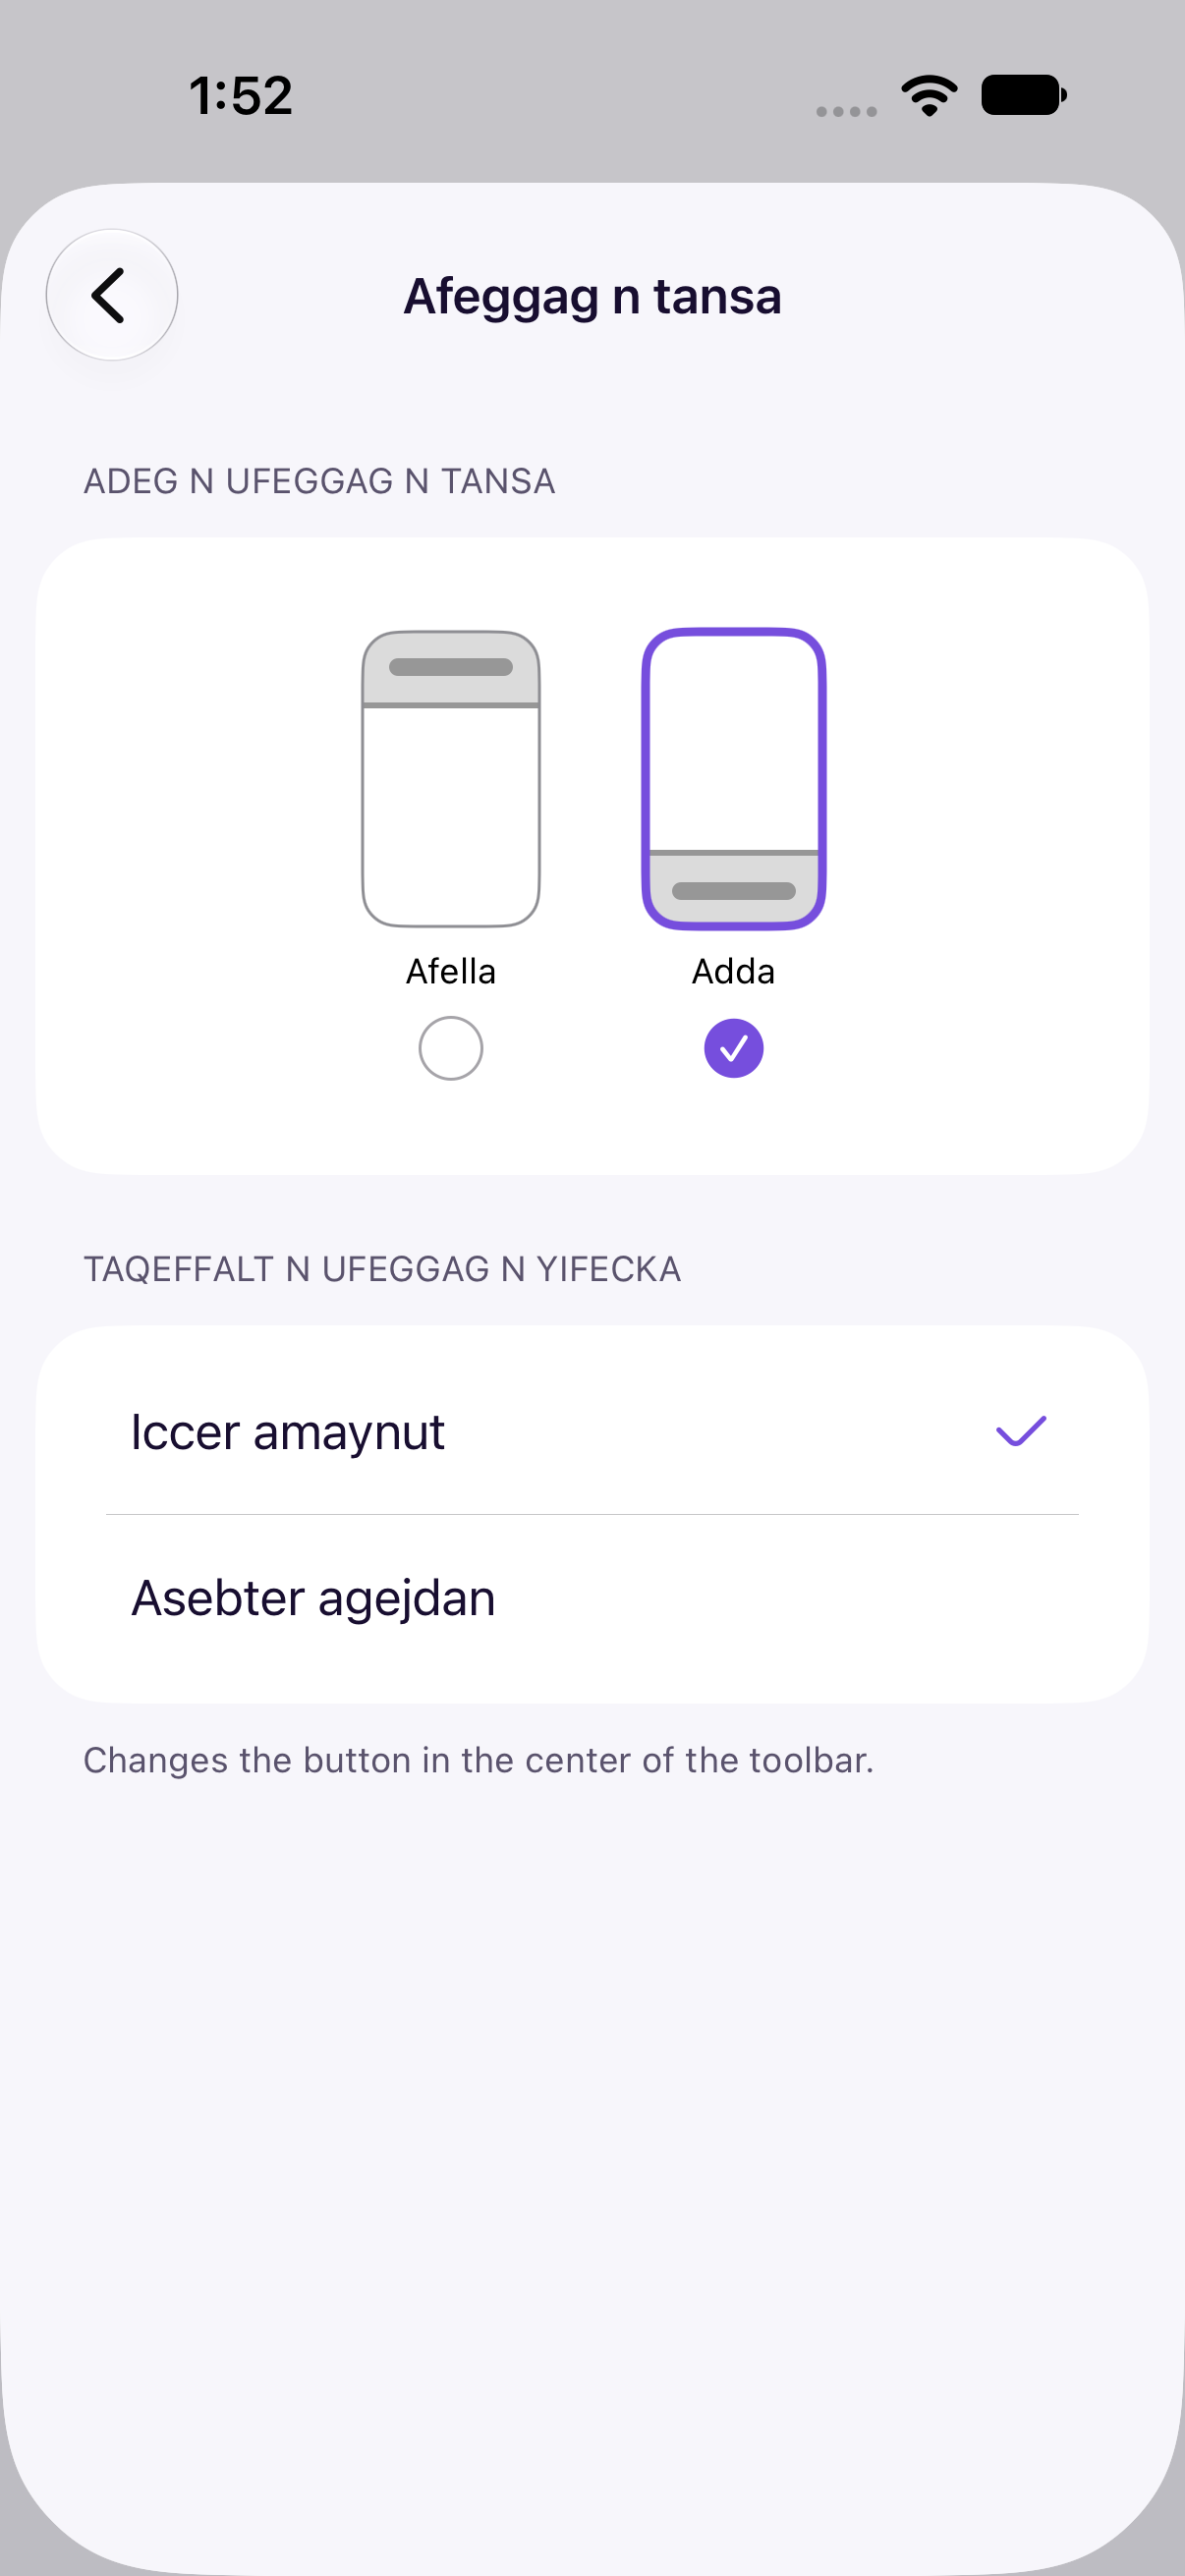 1:52
Afeggag n tansa
ADEG N UFEGGAG N TANSA
Afella
Adda
TAQEFFALT N UFEGGAG N YIFECKA
Iccer amaynut
Asebter agejdan
Changes the button in the center of the toolbar.